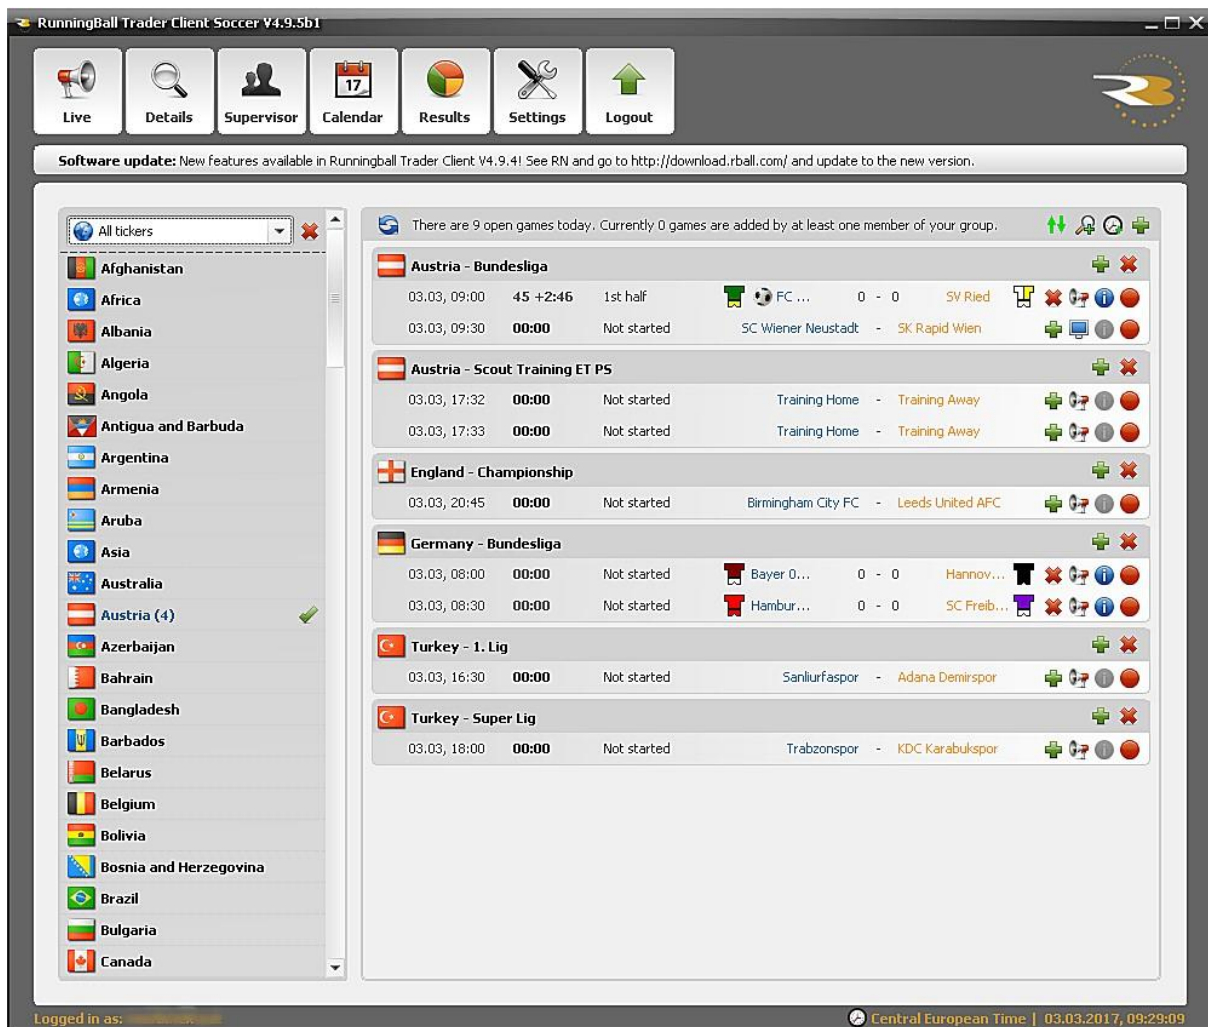 RunningBall Trader Client Soccer V4.9.5b1
Live Details Supervisor 17 Calendar Results Settings Logout
Software update: New features available in Runningball Trader Client V4.9.4! See RN and go to http://download.rball.com/ and update to the new version.
All tickers
Afghanistan
Africa
Albania
Algeria
Angola
Antigua and Barbuda
Argentina
Armenia
Aruba
Asia
Australia
Austria (4)
Azerbaijan
Bahrain
Bangladesh
Barbados
Belarus
Belgium
Bolivia
Bosnia and Herzegovina
Brazil
Bulgaria
Canada
There are 9 open games today. Currently 0 games are added by at least one member of your group.
Austria - Bundesliga
03.03, 09:00 45 +2:46 1st half FC ... 0 - 0 SV Ried
03.03, 09:30 00:00 Not started SC Wiener Neustadt - SK Rapid Wien
Austria - Scout Training ET PS
03.03, 17:32 00:00 Not started Training Home - Training Away
03.03, 17:33 00:00 Not started Training Home - Training Away
England - Championship
03.03, 20:45 00:00 Not started Birmingham City FC - Leeds United AFC
Germany - Bundesliga
03.03, 08:00 00:00 Not started Bayer 0... 0 - 0 Hannov...
03.03, 08:30 00:00 Not started Hambur... 0 - 0 SC Freib...
Turkey - 1. Lig
03.03, 16:30 00:00 Not started Sanliurfaspor - Adana Demirspor
Turkey - Super Lig
03.03, 18:00 00:00 Not started Trabzonspor - KDC Karabukspor
Logged in as:
Central European Time | 03.03.2017, 09:29:09